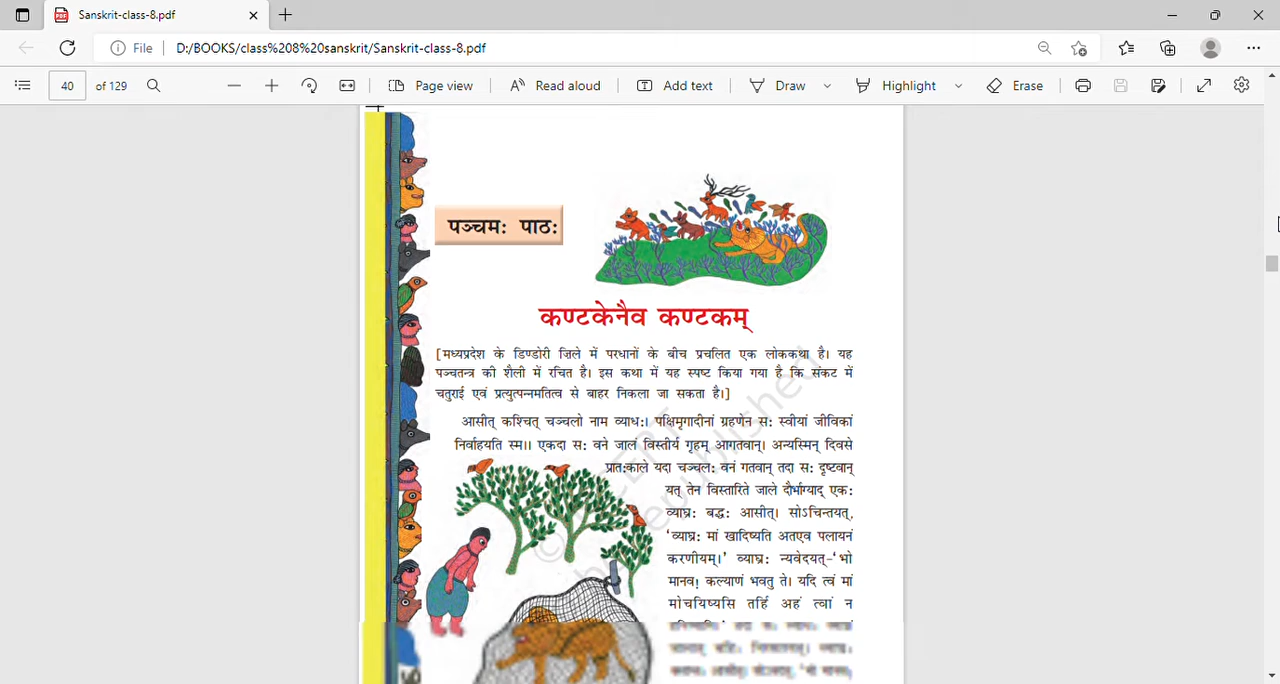 Sanskrit-class-8.pdf
File D:/BOOKS/class%208%20sanskrit/Sanskrit-class-8.pdf
40 of 129 Page view Read aloud Add text Draw Highlight Erase
पञ्चमः पाठः
कण्टकेनैव कण्टकम्
[मध्यप्रदेश के डिण्डोरी ज़िले में परधानों के बीच प्रचलित एक लोककथा है। यह
पञ्चतन्त्र की शैली में रचित है। इस कथा में यह स्पष्ट किया गया है कि संकट में
चतुराई एवं प्रत्युत्पन्नमतित्व से बाहर निकला जा सकता है।]
आसीत् कश्चित् चञ्चलो नाम व्याधः। पक्षिमृगादीनां ग्रहणेन सः स्वीयां जीविकां
निर्वाहयति स्म।। एकदा सः वने जालं विस्तीर्य गृहम् आगतवान्। अन्यस्मिन् दिवसे
प्रातःकाले यदा चञ्चलः वनं गतवान् तदा सः दृष्टवान्
यत् तेन विस्तारिते जाले दौर्भाग्याद् एकः
व्याघ्रः बद्धः आसीत्। सोऽचिन्तयत्,
‘व्याघ्रः मां खादिष्यति अतएव पलायनं
करणीयम्।’ व्याघ्रः न्यवेदयत्-‘भो
मानव! कल्याणं भवतु ते। यदि त्वं मां
मोचयिष्यसि तर्हि अहं त्वां न